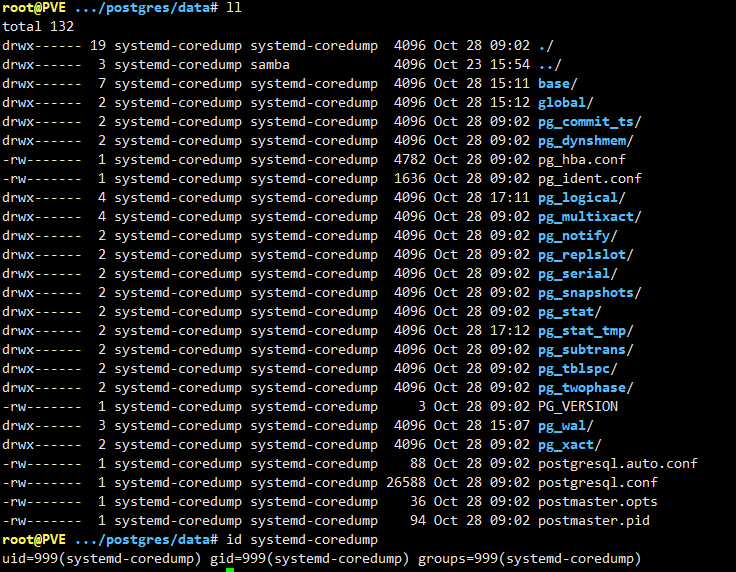 root@PVE .../postgres/data# ll
total 132
drwx------ 19 systemd-coredump systemd-coredump  4096 Oct 28 09:02 ./
drwx------  3 systemd-coredump samba             4096 Oct 23 15:54 ../
drwx------  7 systemd-coredump systemd-coredump  4096 Oct 28 15:11 base/
drwx------  2 systemd-coredump systemd-coredump  4096 Oct 28 15:12 global/
drwx------  2 systemd-coredump systemd-coredump  4096 Oct 28 09:02 pg_commit_ts/
drwx------  2 systemd-coredump systemd-coredump  4096 Oct 28 09:02 pg_dynshmem/
-rw-------  1 systemd-coredump systemd-coredump  4782 Oct 28 09:02 pg_hba.conf
-rw-------  1 systemd-coredump systemd-coredump  1636 Oct 28 09:02 pg_ident.conf
drwx------  4 systemd-coredump systemd-coredump  4096 Oct 28 17:11 pg_logical/
drwx------  4 systemd-coredump systemd-coredump  4096 Oct 28 09:02 pg_multixact/
drwx------  2 systemd-coredump systemd-coredump  4096 Oct 28 09:02 pg_notify/
drwx------  2 systemd-coredump systemd-coredump  4096 Oct 28 09:02 pg_replslot/
drwx------  2 systemd-coredump systemd-coredump  4096 Oct 28 09:02 pg_serial/
drwx------  2 systemd-coredump systemd-coredump  4096 Oct 28 09:02 pg_snapshots/
drwx------  2 systemd-coredump systemd-coredump  4096 Oct 28 09:02 pg_stat/
drwx------  2 systemd-coredump systemd-coredump  4096 Oct 28 17:12 pg_stat_tmp/
drwx------  2 systemd-coredump systemd-coredump  4096 Oct 28 09:02 pg_subtrans/
drwx------  2 systemd-coredump systemd-coredump  4096 Oct 28 09:02 pg_tblspc/
drwx------  2 systemd-coredump systemd-coredump  4096 Oct 28 09:02 pg_twophase/
-rw-------  1 systemd-coredump systemd-coredump     3 Oct 28 09:02 PG_VERSION
drwx------  3 systemd-coredump systemd-coredump  4096 Oct 28 15:07 pg_wal/
drwx------  2 systemd-coredump systemd-coredump  4096 Oct 28 09:02 pg_xact/
-rw-------  1 systemd-coredump systemd-coredump    88 Oct 28 09:02 postgresql.auto.conf
-rw-------  1 systemd-coredump systemd-coredump 26588 Oct 28 09:02 postgresql.conf
-rw-------  1 systemd-coredump systemd-coredump    36 Oct 28 09:02 postmaster.opts
-rw-------  1 systemd-coredump systemd-coredump    94 Oct 28 09:02 postmaster.pid
root@PVE .../postgres/data# id systemd-coredump
uid=999(systemd-coredump) gid=999(systemd-coredump) groups=999(systemd-coredump)